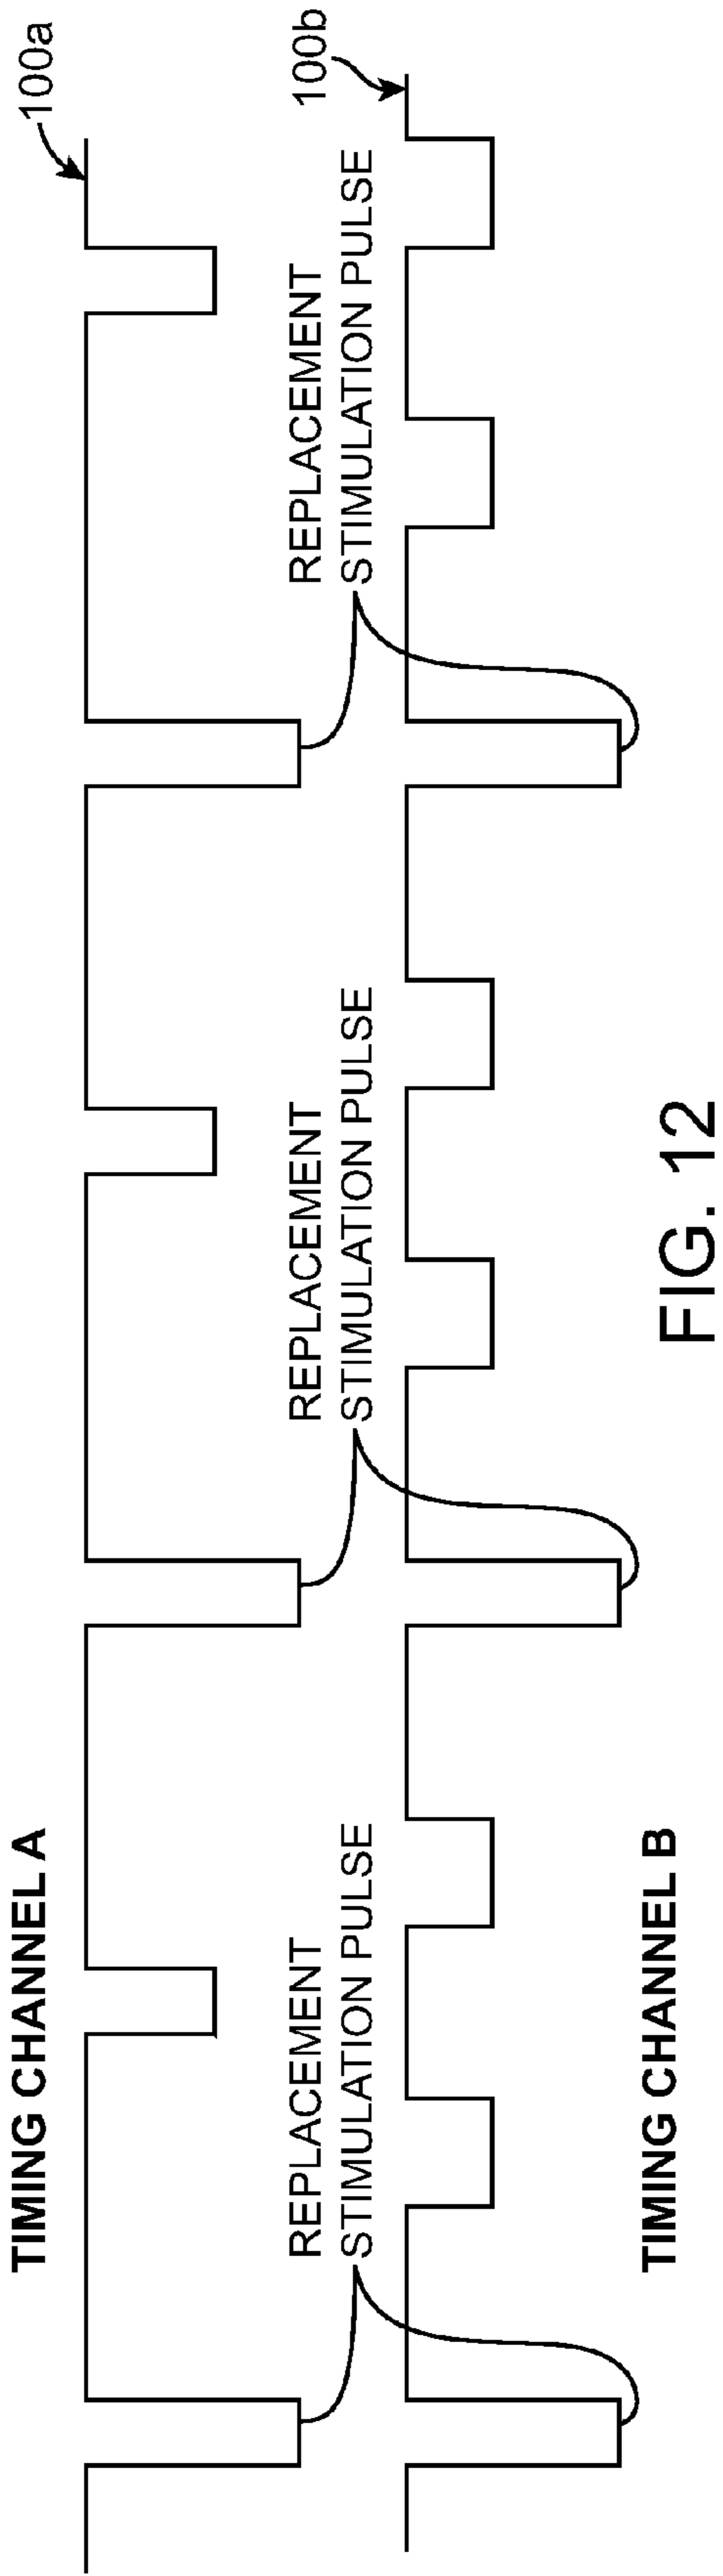 TIMING CHANNEL A
100a
REPLACEMENT
STIMULATION PULSE
REPLACEMENT
STIMULATION PULSE
REPLACEMENT
STIMULATION PULSE
100b
TIMING CHANNEL B
FIG. 12